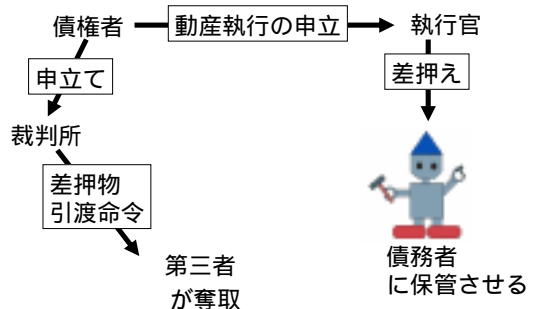 債権者
動産執行の申立
執行官
申立て
差押え
裁判所
差押物
引渡命令
第三者
が奪取
債務者
に保管させる